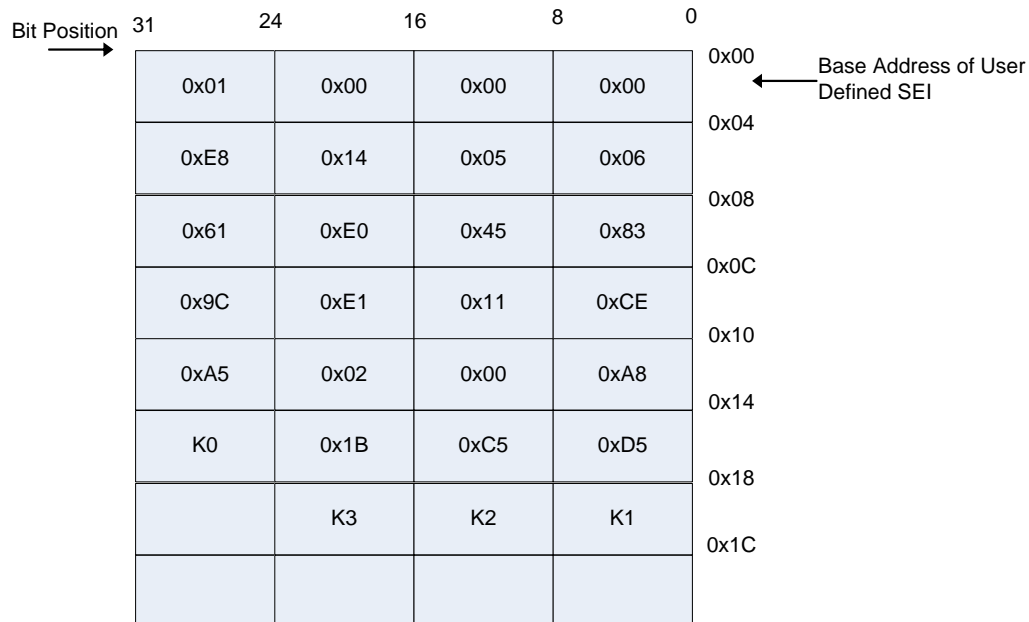 Bit Position 31 24 16 8 0
0x00
Base Address of User
Defined SEI
0x01 0x00 0x00 0x00
0x04
0xE8 0x14 0x05 0x06
0x08
0x61 0xE0 0x45 0x83
0x0C
0x9C 0xE1 0x11 0xCE
0x10
0xA5 0x02 0x00 0xA8
0x14
K0 0x1B 0xC5 0xD5
0x18
K3 K2 K1
0x1C